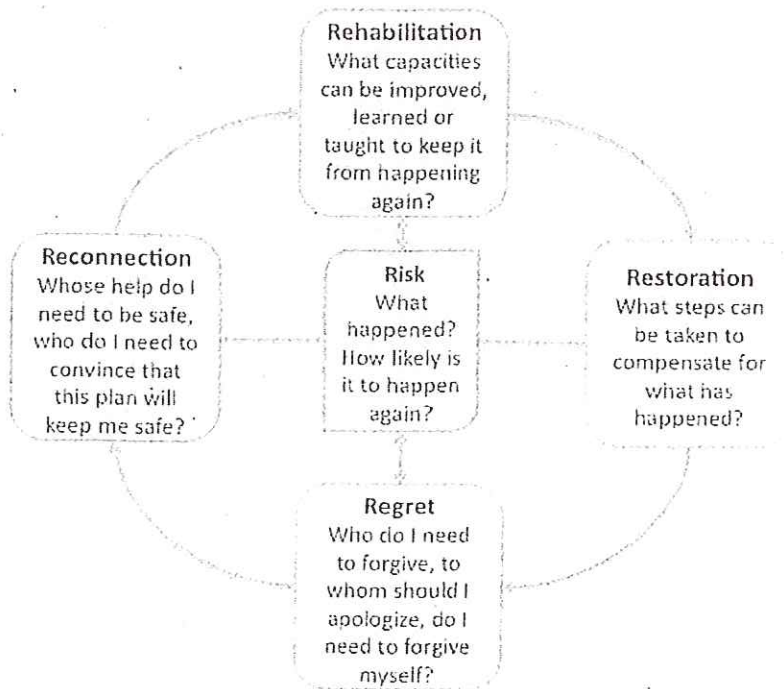 Rehabilitation
What capacities
can be improved,
learned or
taught to keep it
from happening
again?
Reconnection
Whose help do I
need to be safe,
who do I need to
convince that
this plan will
keep me safe?
Risk
What
happened?
How likely is
it to happen
again?
Restoration
What steps can
be taken to
compensate for
what has
happened?
Regret
Who do I need
to forgive, to
whom should I
apologize, do I
need to forgive
myself?